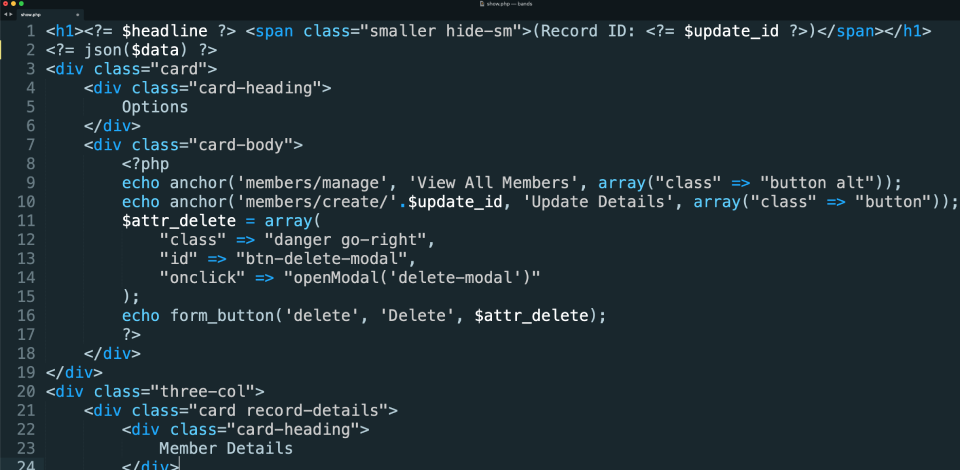 show.php — bands
show.php
1 <h1><?= $headline ?> <span class="smaller hide-sm">(Record ID: <?= $update_id ?>)</span></h1>
2 <?= json($data) ?>
3 <div class="card">
4     <div class="card-heading">
5         Options
6     </div>
7     <div class="card-body">
8         <?php
9         echo anchor('members/manage', 'View All Members', array("class" => "button alt"));
10         echo anchor('members/create/'.$update_id, 'Update Details', array("class" => "button"));
11         $attr_delete = array(
12             "class" => "danger go-right",
13             "id" => "btn-delete-modal",
14             "onclick" => "openModal('delete-modal')"
15         );
16         echo form_button('delete', 'Delete', $attr_delete);
17         ?>
18     </div>
19 </div>
20 <div class="three-col">
21     <div class="card record-details">
22         <div class="card-heading">
23             Member Details
24         </div>